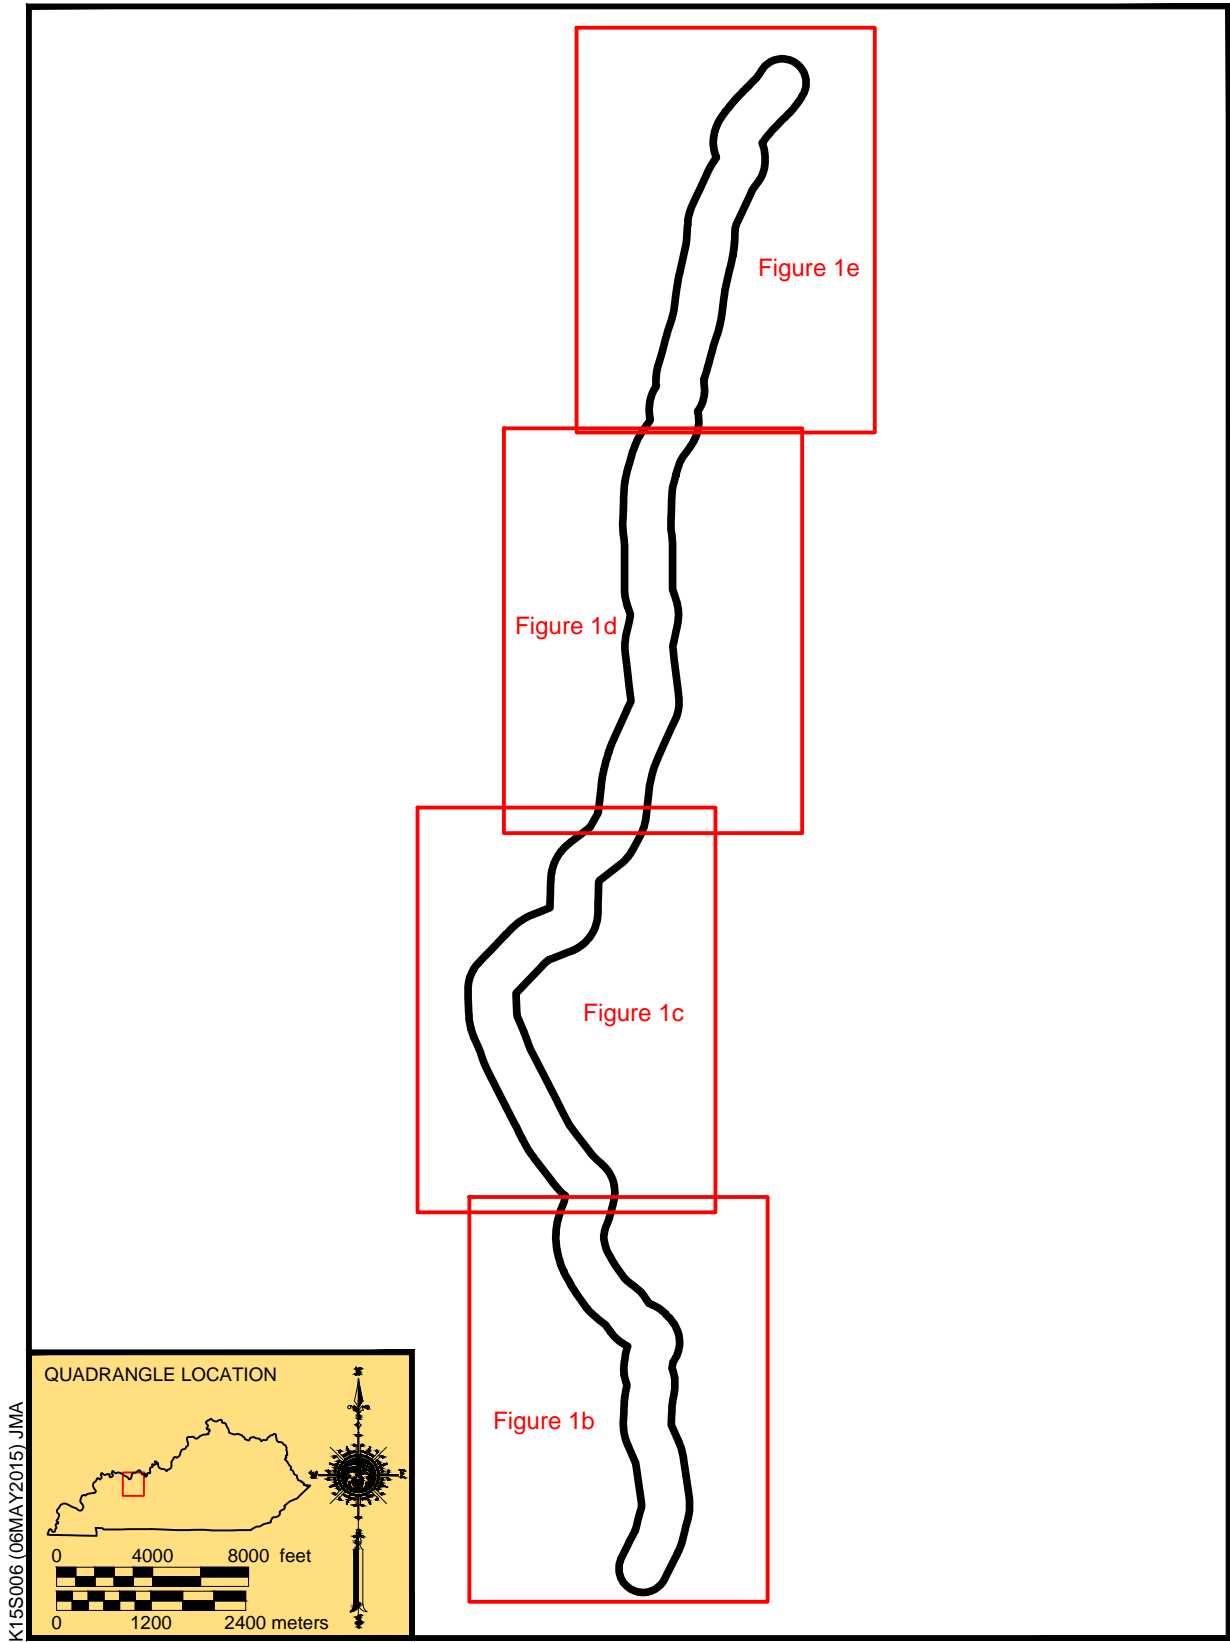 Figure 1e
Figure 1d
Figure 1c
Figure 1b
QUADRANGLE LOCATION
0 4000 8000 feet
0 1200 2400 meters
K15S006 (06MAY2015) JMA